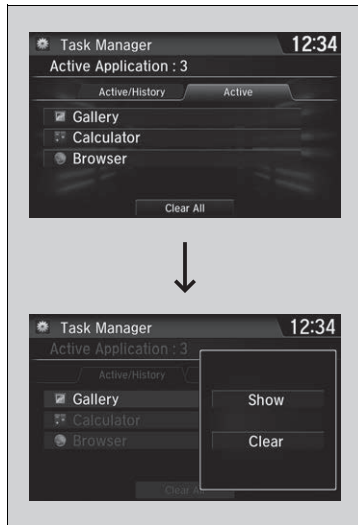 Task Manager 12:34
Active Application : 3
Active/History Active
Gallery
Calculator
Browser
Clear All
Task Manager 12:34
Active Application : 3
Active/History
Gallery Show
Calculator
Browser Clear
Clear All